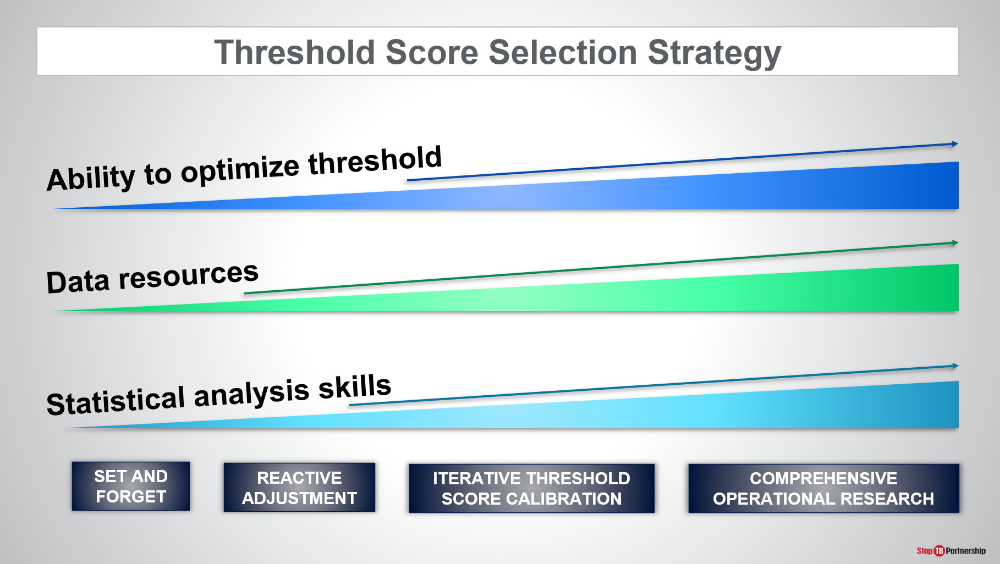 Threshold Score Selection Strategy
Ability to optimize threshold
Data resources
Statistical analysis skills
SET AND
FORGET
REACTIVE
ADJUSTMENT
ITERATIVE THRESHOLD
SCORE CALIBRATION
COMPREHENSIVE
OPERATIONAL RESEARCH
Stop TB Partnership